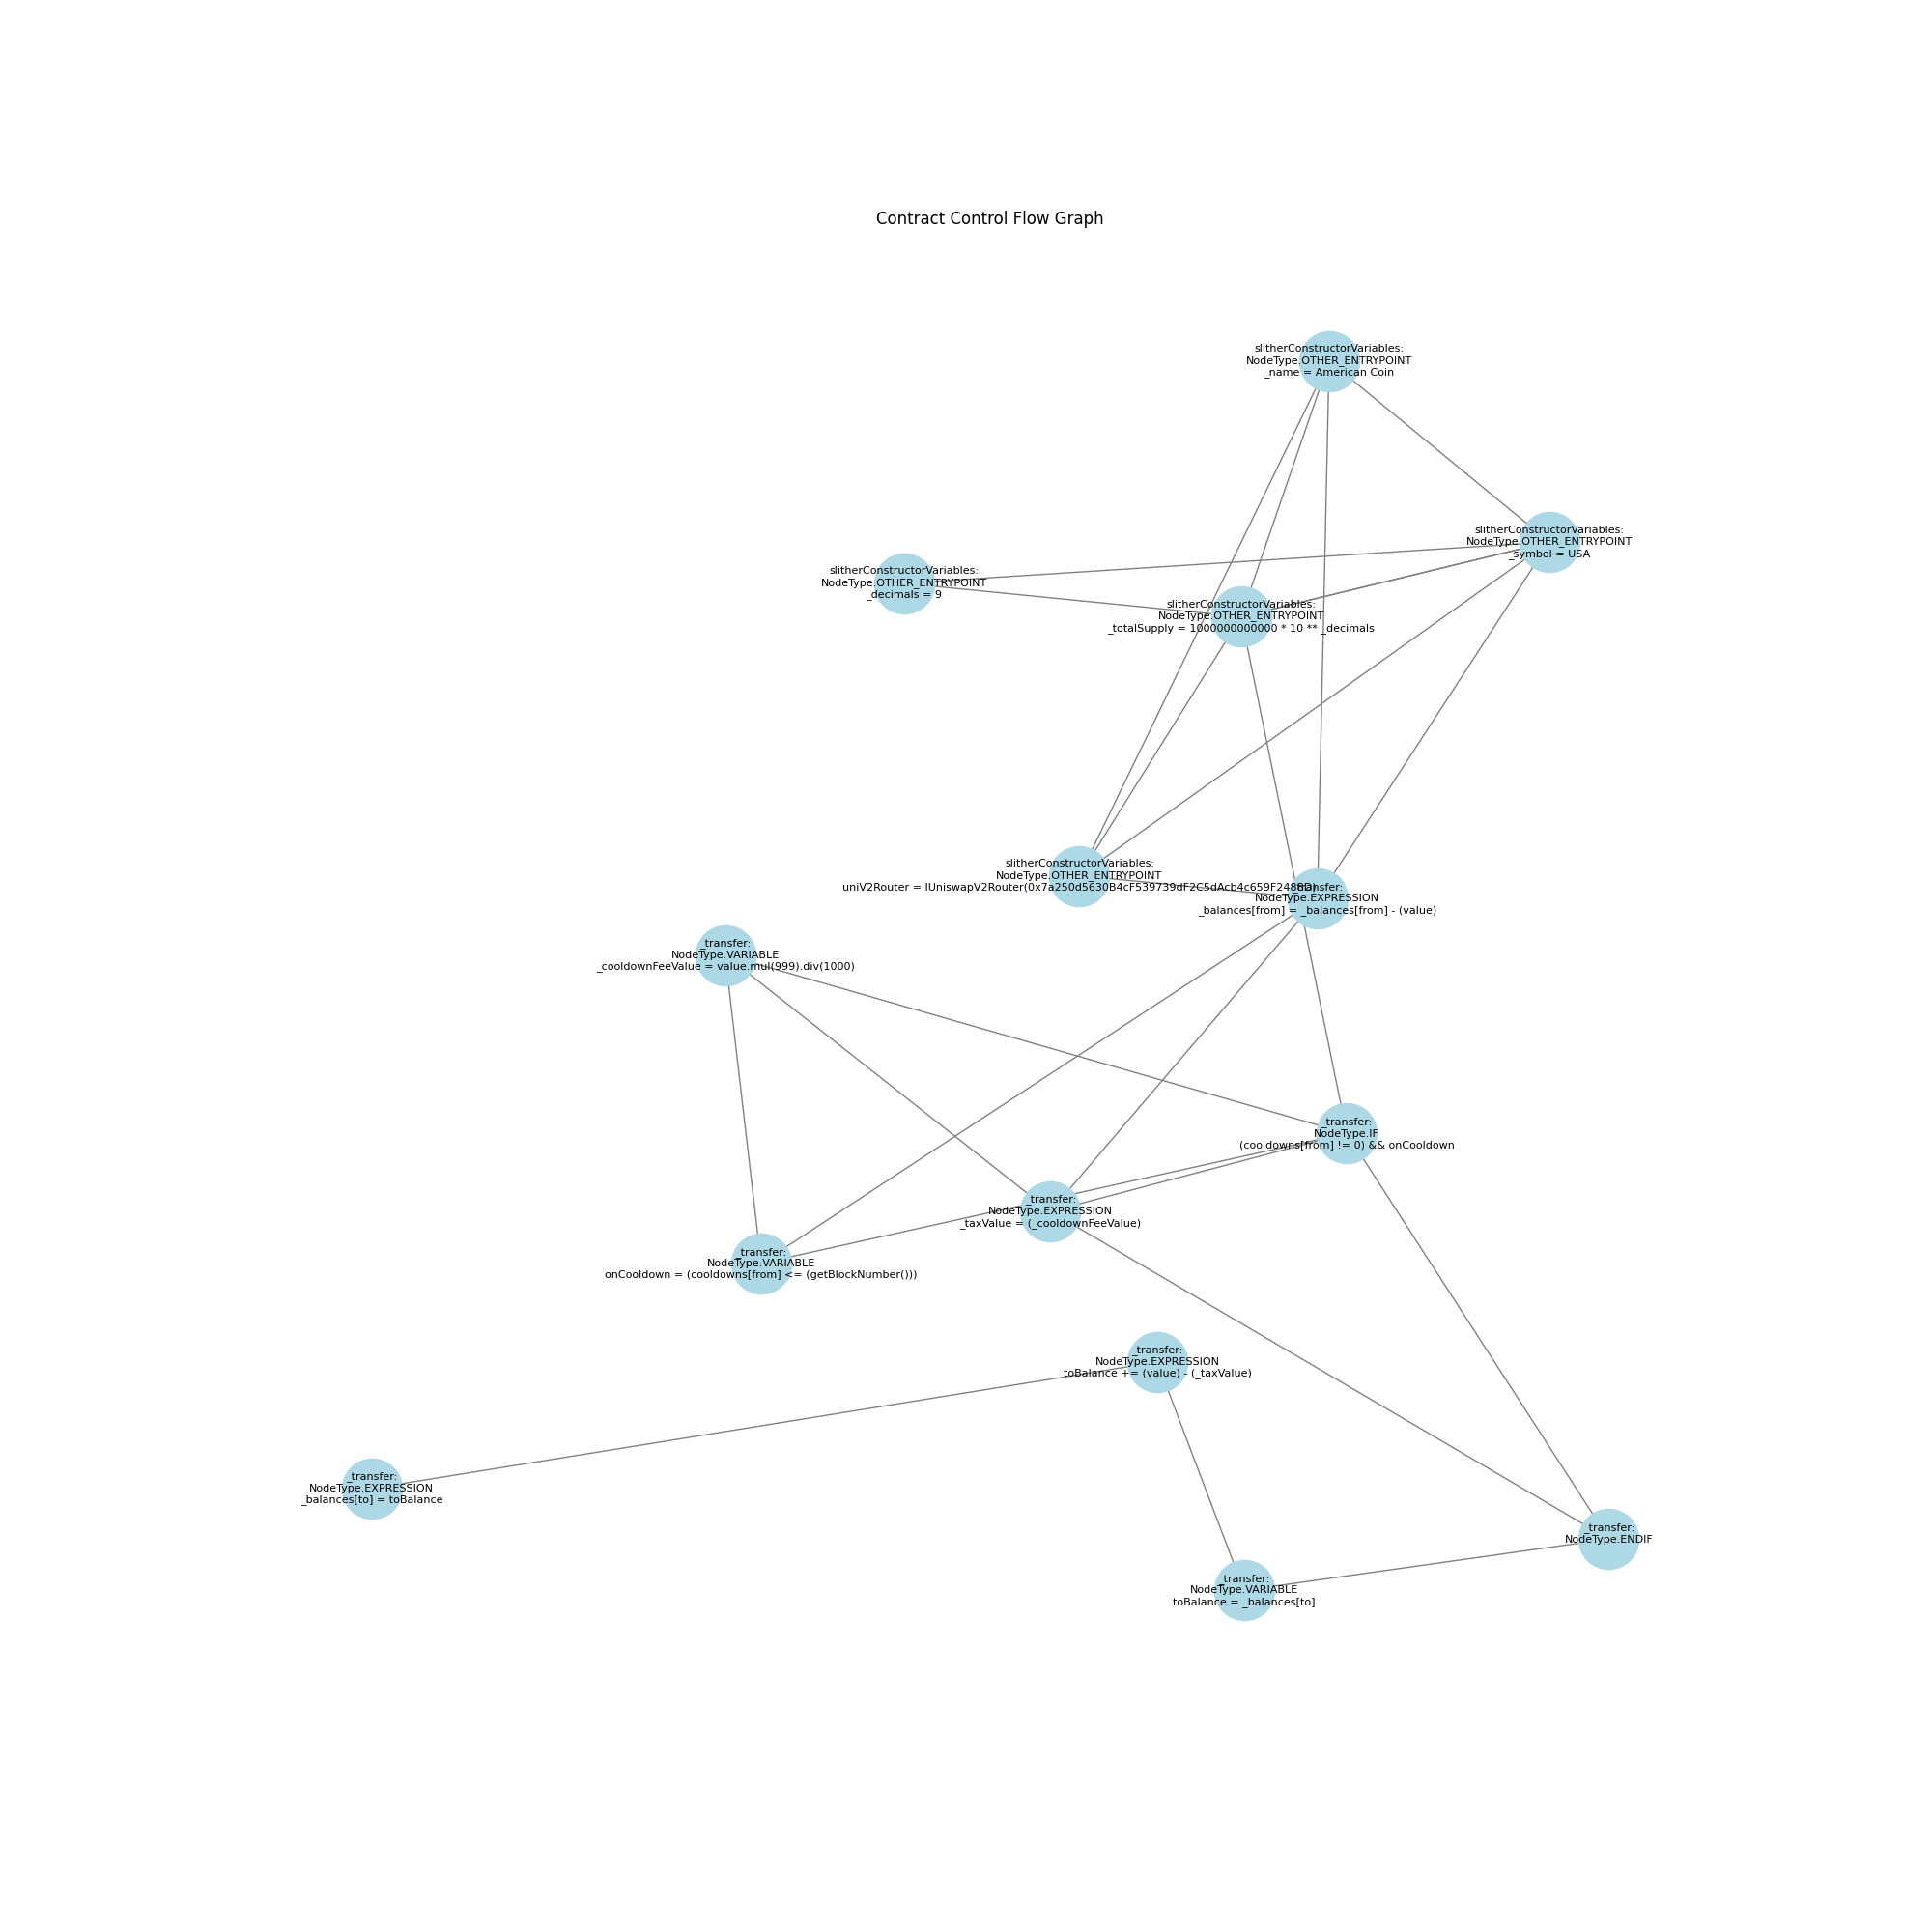 Contract Control Flow Graph
slitherConstructorVariables:
NodeType.OTHER_ENTRYPOINT
_name = American Coin
slitherConstructorVariables:
NodeType.OTHER_ENTRYPOINT
_symbol = USA
slitherConstructorVariables:
NodeType.OTHER_ENTRYPOINT
_decimals = 9
slitherConstructorVariables:
NodeType.OTHER_ENTRYPOINT
_totalSupply = 1000000000000 * 10 ** _decimals
slitherConstructorVariables:
NodeType.OTHER_ENTRYPOINT
uniV2Router = IUniswapV2Router(0x7a250d5630B4cF539739dF2C5dAcb4c659F2488D)
_transfer:
NodeType.EXPRESSION
_balances[from] = _balances[from] - (value)
_transfer:
NodeType.VARIABLE
_cooldownFeeValue = value.mul(999).div(1000)
_transfer:
NodeType.IF
(cooldowns[from] != 0) && onCooldown
_transfer:
NodeType.EXPRESSION
_taxValue = (_cooldownFeeValue)
_transfer:
NodeType.VARIABLE
onCooldown = (cooldowns[from] <= (getBlockNumber()))
_transfer:
NodeType.EXPRESSION
toBalance += (value) - (_taxValue)
_transfer:
NodeType.EXPRESSION
_balances[to] = toBalance
_transfer:
NodeType.ENDIF
_transfer:
NodeType.VARIABLE
toBalance = _balances[to]